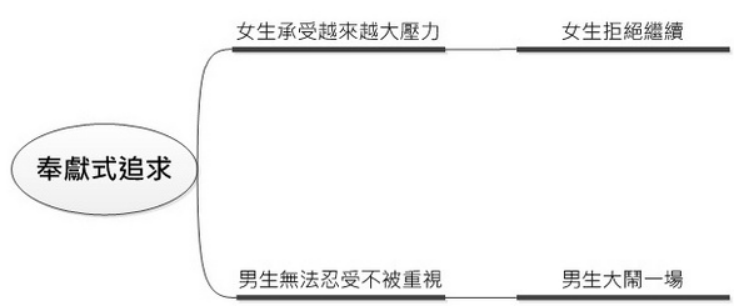 女生承受越來越大壓力
女生拒絕繼續
奉獻式追求
男生無法忍受不被重視
男生大鬧一場